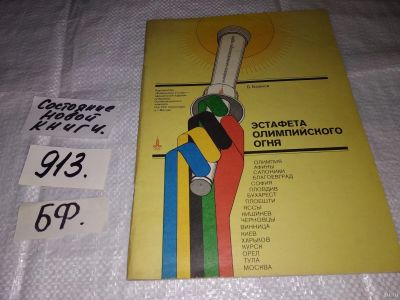 Состояние
новой
книги.
913.
БФ.
Б. Базунов
ЭСТАФЕТА
ОЛИМПИЙСКОГО
ОГНЯ
ОЛИМПИЯ
АФИНЫ
САЛОНИКИ
БЛАГОЕВГРАД
СОФИЯ
ПЛОВДИВ
БУХАРЕСТ
ПЛОЕШТИ
ЯССЫ
КИШИНЕВ
ЧЕРНОВЦЫ
ВИННИЦА
КИЕВ
ХАРЬКОВ
КУРСК
ОРЕЛ
ТУЛА
МОСКВА